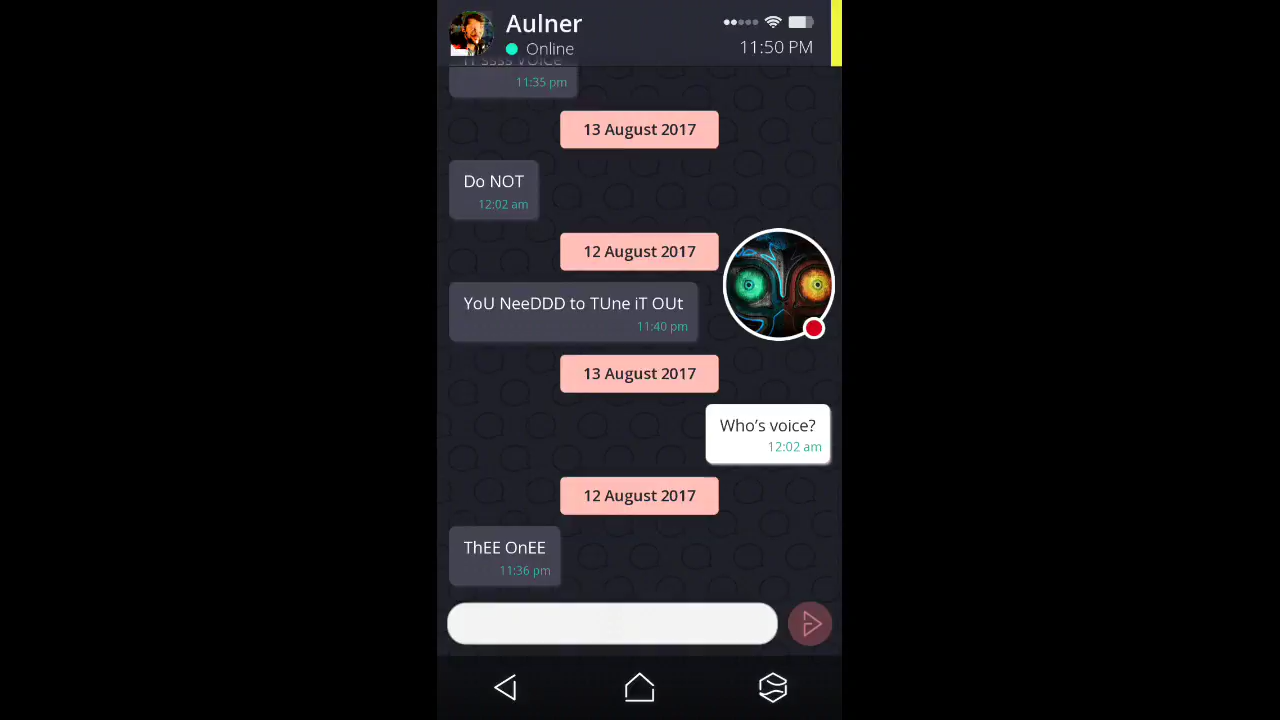 Aulner
Online
11:50 PM
11:35 pm
13 August 2017
Do NOT
12:02 am
12 August 2017
YoU NeeDDD to TUne iT OUt
11:40 pm
13 August 2017
Who's voice?
12:02 am
12 August 2017
ThEE OnEE
11:36 pm